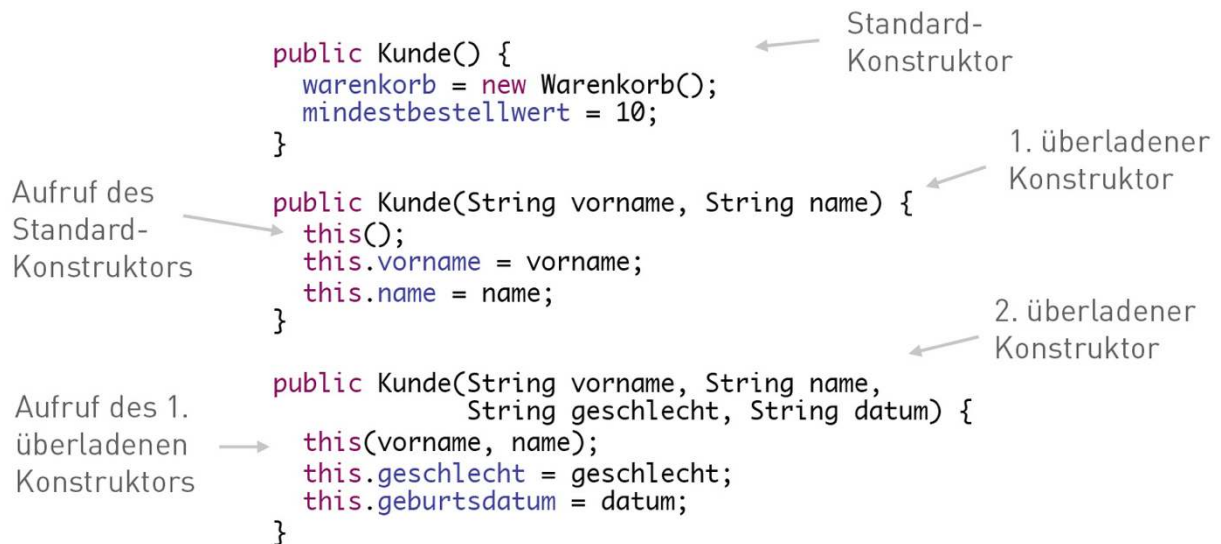 Standard-
Konstruktor
public Kunde() {
warenkorb = new Warenkorb();
mindestbestellwert = 10;
}
1. überladener
Konstruktor
Aufruf des
Standard-
Konstruktors
public Kunde(String vorname, String name) {
this();
this.vorname = vorname;
this.name = name;
}
2. überladener
Konstruktor
Aufruf des 1.
überladenen
Konstruktors
public Kunde(String vorname, String name,
String geschlecht, String datum) {
this(vorname, name);
this.geschlecht = geschlecht;
this.geburtsdatum = datum;
}